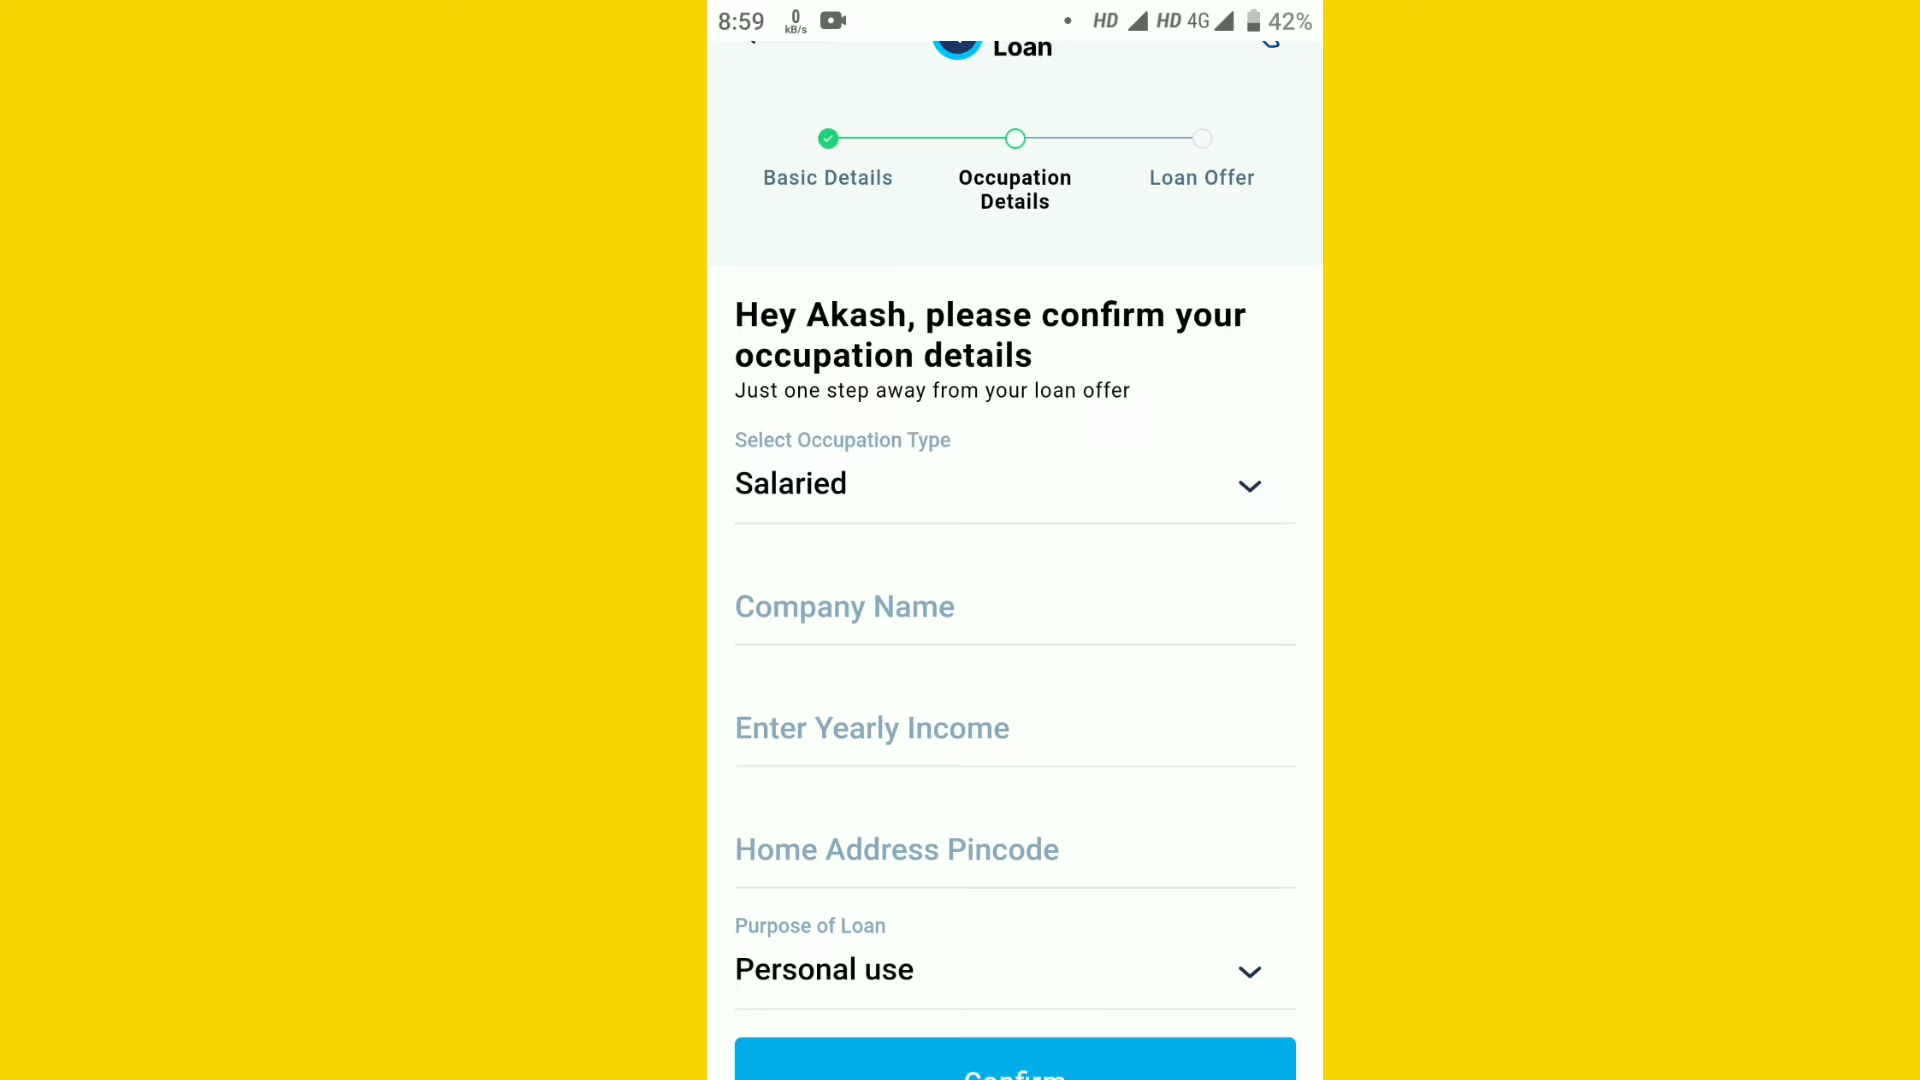 8:59 0 kB/s HD HD 4G 42%
Loan
Basic Details Occupation Details Loan Offer
Hey Akash, please confirm your
occupation details
Just one step away from your loan offer
Select Occupation Type
Salaried
Company Name
Enter Yearly Income
Home Address Pincode
Purpose of Loan
Personal use
Confirm